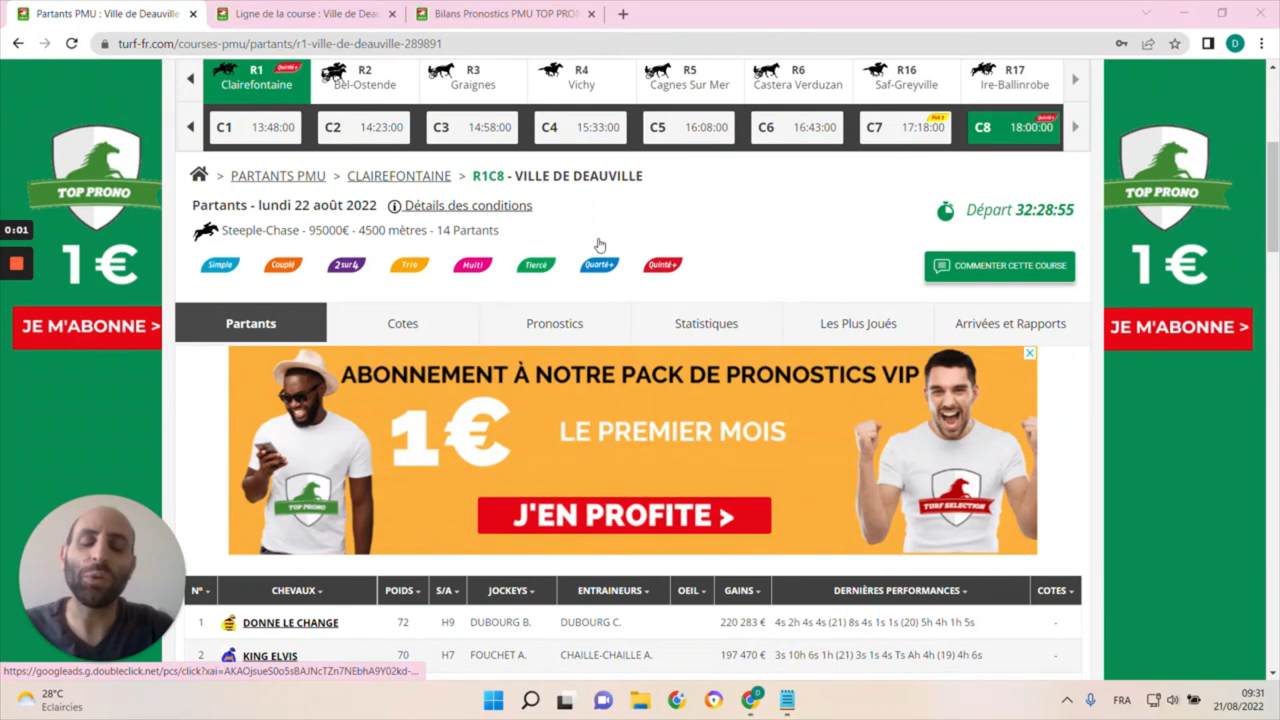 Partants PMU : Ville de Deauville
Ligne de la course : Ville de Deau
Bilans Pronostics PMU TOP PRON
turf-fr.com/courses-pmu/partants/r1-ville-de-deauville-289891
D
R1 Quinté+ R2 R3 R4 R5 R6 R16 R17
Clairefontaine Bel-Ostende Graignes Vichy Cagnes Sur Mer Castera Verduzan Saf-Greyville Ire-Ballinrobe
C1 13:48:00 C2 14:23:00 C3 14:58:00 C4 15:33:00 C5 16:08:00 C6 16:43:00 C7 17:18:00 C8 18:00:00
> PARTANTS PMU > CLAIREFONTAINE > R1C8 - VILLE DE DEAUVILLE
Partants - lundi 22 août 2022 Détails des conditions
Départ 32:28:55
Steeple-Chase - 95000€ - 4500 mètres - 14 Partants
Simple Couplé 2sur4 Trio Multi Tiercé Quarté+ Quinté+
COMMENTER CETTE COURSE
TOP PRONO
1€
JE M'ABONNE >
TOP PRONO
1€
JE M'ABONNE >
0:01
Partants Cotes Pronostics Statistiques Les Plus Joués Arrivées et Rapports
ABONNEMENT À NOTRE PACK DE PRONOSTICS VIP
1€ LE PREMIER MOIS
J'EN PROFITE >
TOP PRONO
TURF SELECTION
N° CHEVAUX POIDS S/A JOCKEYS ENTRAINEURS OEIL GAINS DERNIÈRES PERFORMANCES COTES
1 DONNE LE CHANGE 72 H9 DUBOURG B. DUBOURG C. 220 283 € 4s 2h 4s 4s (21) 8s 4s 1s 1s (20) 5h 4h 1h 5s -
2 KING ELVIS 70 H7 FOUCHET A. CHAILLE-CHAILLE A. 197 470 € 3s 10h 6s 1h (21) 3s 1s 4s Ts Ah 4h (19) 4h 6s -
28°C
Eclaircies
D
FRA
09:31
21/08/2022